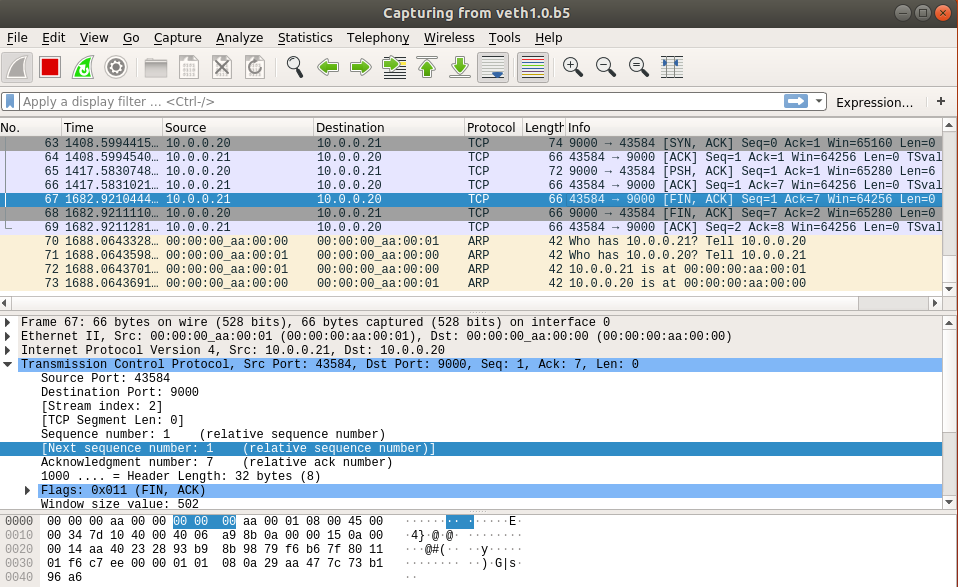 Capturing from veth1.0.b5
File Edit View Go Capture Analyze Statistics Telephony Wireless Tools Help
Apply a display filter ... <Ctrl-/> Expression... +
No. Time Source Destination Protocol Length Info
63 1408.5994415… 10.0.0.20 10.0.0.21 TCP 74 9000 → 43584 [SYN, ACK] Seq=0 Ack=1 Win=65160 Len=0
64 1408.5994540… 10.0.0.21 10.0.0.20 TCP 66 43584 → 9000 [ACK] Seq=1 Ack=1 Win=64256 Len=0 TSval
65 1417.5830748… 10.0.0.20 10.0.0.21 TCP 72 9000 → 43584 [PSH, ACK] Seq=1 Ack=1 Win=65280 Len=6
66 1417.5831021… 10.0.0.21 10.0.0.20 TCP 66 43584 → 9000 [ACK] Seq=1 Ack=7 Win=64256 Len=0 TSval
67 1682.9210444… 10.0.0.21 10.0.0.20 TCP 66 43584 → 9000 [FIN, ACK] Seq=1 Ack=7 Win=64256 Len=0
68 1682.9211110… 10.0.0.20 10.0.0.21 TCP 66 9000 → 43584 [FIN, ACK] Seq=7 Ack=2 Win=65280 Len=0
69 1682.9211281… 10.0.0.21 10.0.0.20 TCP 66 43584 → 9000 [ACK] Seq=2 Ack=8 Win=64256 Len=0 TSval
70 1688.0643328… 00:00:00_aa:00:00 00:00:00_aa:00:01 ARP 42 Who has 10.0.0.21? Tell 10.0.0.20
71 1688.0643598… 00:00:00_aa:00:01 00:00:00_aa:00:00 ARP 42 Who has 10.0.0.20? Tell 10.0.0.21
72 1688.0643701… 00:00:00_aa:00:01 00:00:00_aa:00:00 ARP 42 10.0.0.21 is at 00:00:00:aa:00:01
73 1688.0643691… 00:00:00_aa:00:00 00:00:00_aa:00:01 ARP 42 10.0.0.20 is at 00:00:00:aa:00:00
Frame 67: 66 bytes on wire (528 bits), 66 bytes captured (528 bits) on interface 0
Ethernet II, Src: 00:00:00_aa:00:01 (00:00:00:aa:00:01), Dst: 00:00:00_aa:00:00 (00:00:00:aa:00:00)
Internet Protocol Version 4, Src: 10.0.0.21, Dst: 10.0.0.20
Transmission Control Protocol, Src Port: 43584, Dst Port: 9000, Seq: 1, Ack: 7, Len: 0
Source Port: 43584
Destination Port: 9000
[Stream index: 2]
[TCP Segment Len: 0]
Sequence number: 1 (relative sequence number)
[Next sequence number: 1 (relative sequence number)]
Acknowledgment number: 7 (relative ack number)
1000 .... = Header Length: 32 bytes (8)
Flags: 0x011 (FIN, ACK)
Window size value: 502
0000 00 00 00 aa 00 00 00 00 00 aa 00 01 08 00 45 00 ··············E·
0010 00 34 7d 10 40 00 40 06 a9 8b 0a 00 00 15 0a 00 ·4}·@·@·········
0020 00 14 aa 40 23 28 93 b9 8b 98 79 f6 b6 7f 80 11 ···@#(····y·····
0030 01 f6 c7 ee 00 00 01 01 08 0a 29 aa 47 7c 73 b1 ··········)·G|s·
0040 96 a6 ··